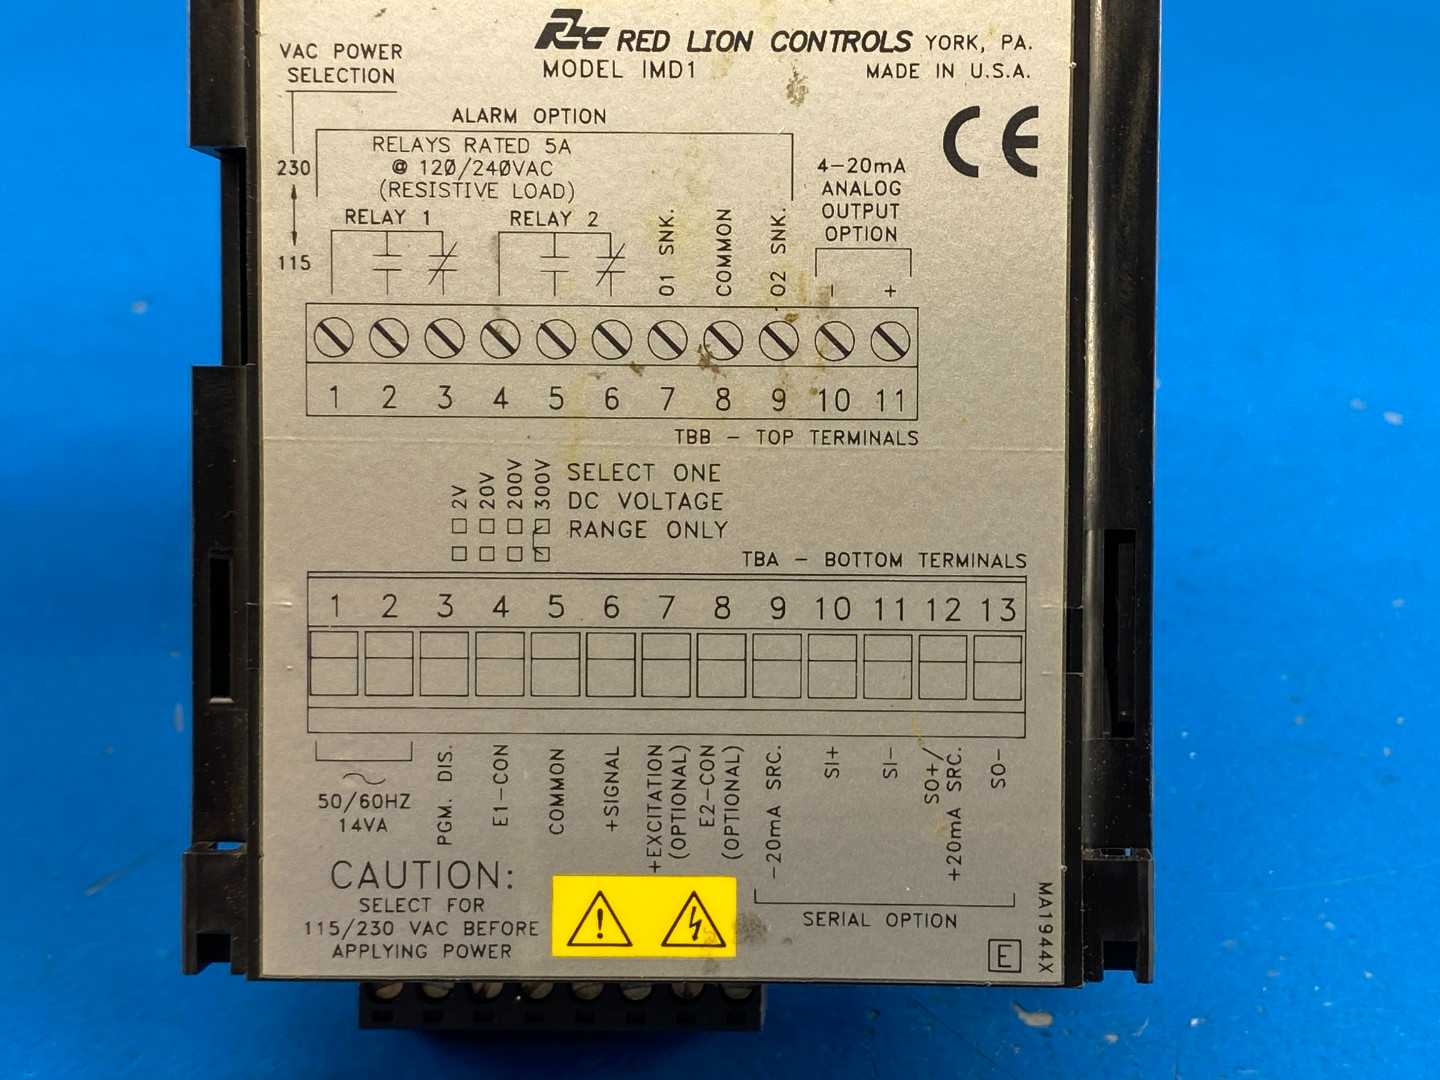 RLC RED LION CONTROLS YORK, PA.
MODEL IMD1 MADE IN U.S.A.
VAC POWER
SELECTION
230
115
ALARM OPTION
RELAYS RATED 5A
@ 120/240VAC
(RESISTIVE LOAD)
RELAY 1 RELAY 2
O1 SNK.
COMMON
O2 SNK.
4-20mA
ANALOG
OUTPUT
OPTION
- +
CE
1 2 3 4 5 6 7 8 9 10 11
TBB - TOP TERMINALS
2V
20V
200V
300V
SELECT ONE
DC VOLTAGE
RANGE ONLY
TBA - BOTTOM TERMINALS
1 2 3 4 5 6 7 8 9 10 11 12 13
~
50/60HZ
14VA
PGM. DIS.
E1-CON
COMMON
+SIGNAL
+EXCITATION
(OPTIONAL)
E2-CON
(OPTIONAL)
-20mA SRC.
SI+
SI-
SO+/
+20mA SRC.
SO-
SERIAL OPTION
CAUTION:
SELECT FOR
115/230 VAC BEFORE
APPLYING POWER
!
E
MA1944X